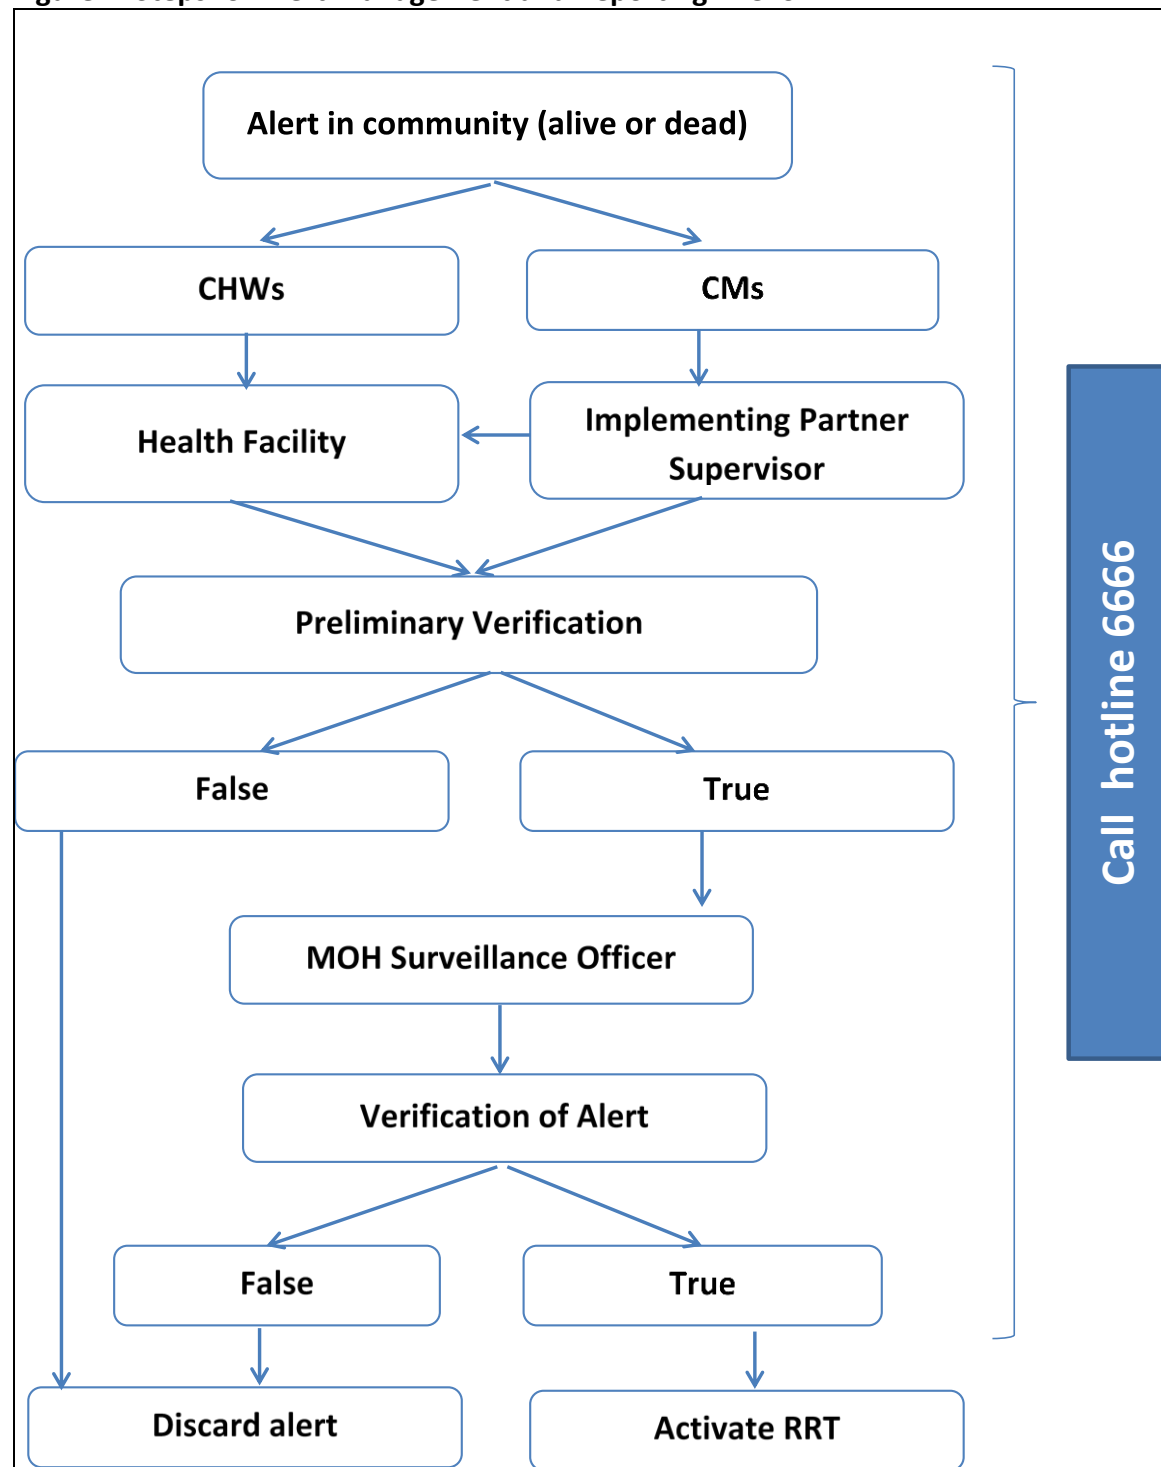 Alert in community (alive or dead)
CHWs
CMs
Health Facility
Implementing Partner
Supervisor
Preliminary Verification
False
True
MOH Surveillance Officer
Verification of Alert
False
True
Discard alert
Activate RRT
Call hotline 6666